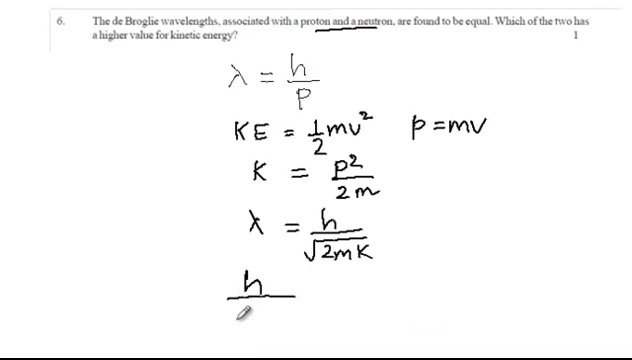 6. The de Broglie wavelengths, associated with a proton and a neutron, are found to be equal. Which of the two has
a higher value for kinetic energy? 1
λ = h/p
KE = 1/2 mv² p = mv
K = p²/2m
λ = h/√2mK
h